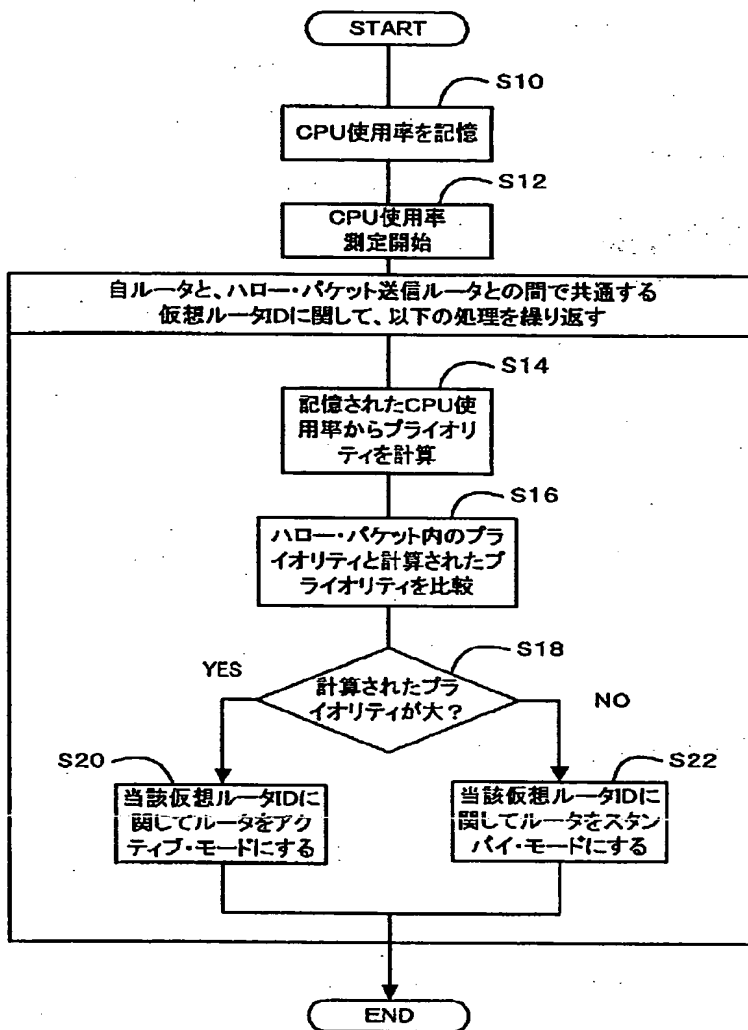 START
S10
CPU使用率を記憶
S12
CPU使用率
測定開始
自ルータと、ハロー・パケット送信ルータとの間で共通する
仮想ルータIDに関して、以下の処理を繰り返す
S14
記憶されたCPU使
用率からプライオリ
ティを計算
S16
ハロー・パケット内のプラ
イオリティと計算されたプ
ライオリティを比較
S18
YES
計算されたプラ
イオリティが大?
NO
S20
当該仮想ルータIDに
関してルータをアク
ティブ・モードにする
S22
当該仮想ルータIDに
関してルータをスタン
バイ・モードにする
END